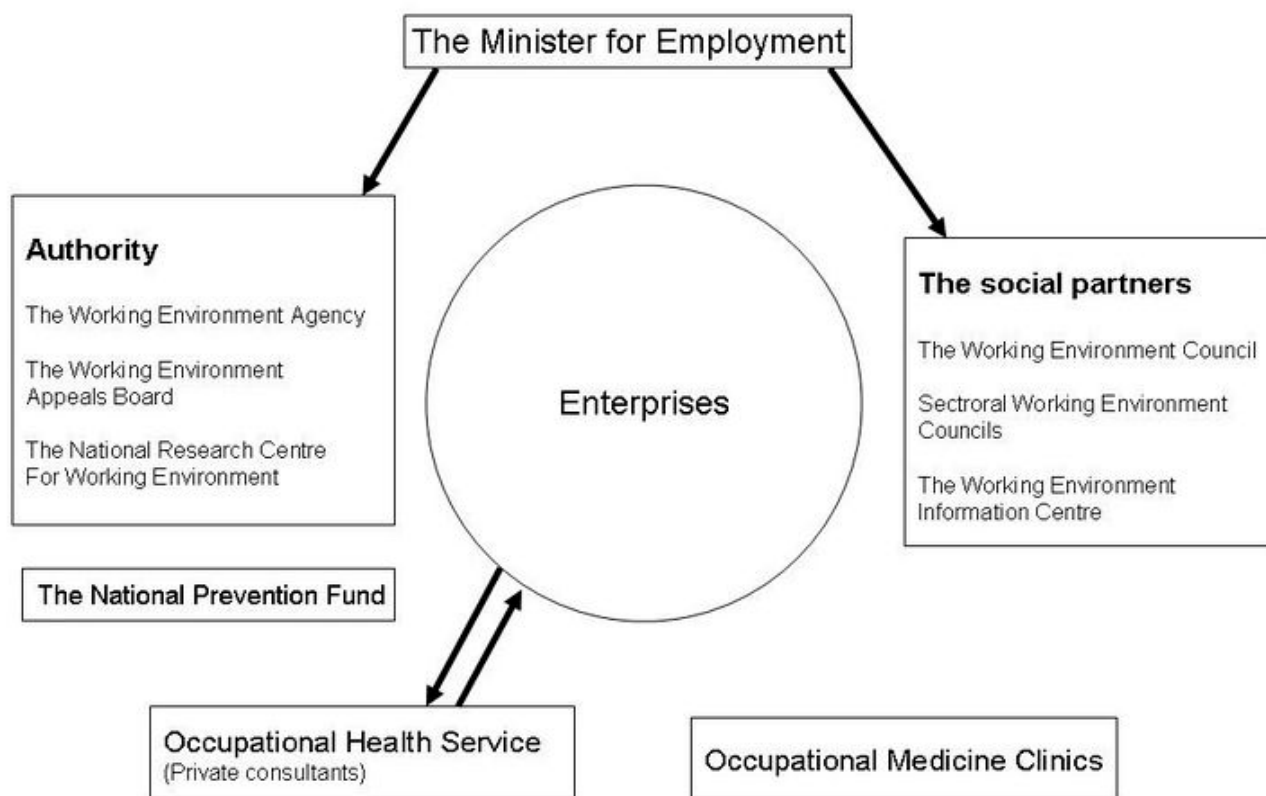 The Minister for Employment
Authority
The Working Environment Agency
The Working Environment
Appeals Board
The National Research Centre
For Working Environment
Enterprises
The social partners
The Working Environment Council
Sectroral Working Environment
Councils
The Working Environment
Information Centre
The National Prevention Fund
Occupational Health Service
(Private consultants)
Occupational Medicine Clinics